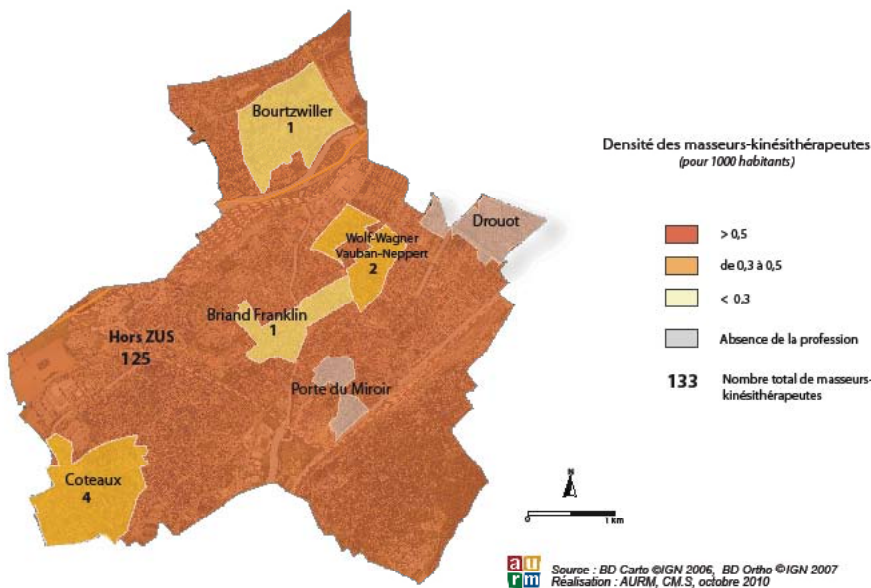 Bourtzwiller
1
Densité des masseurs-kinésithérapeutes
(pour 1000 habitants)
Drouot
> 0,5
Wolf-Wagner
Vauban-Neppert
2
de 0,3 à 0,5
< 0.3
Briand Franklin
1
Hors ZUS
125
Absence de la profession
Porte du Miroir
133 Nombre total de masseurs-
kinésithérapeutes
Coteaux
4
N
0 1 km
au
rm
Source : BD Carto ©IGN 2006, BD Ortho ©IGN 2007
Réalisation : AURM, CM.S, octobre 2010